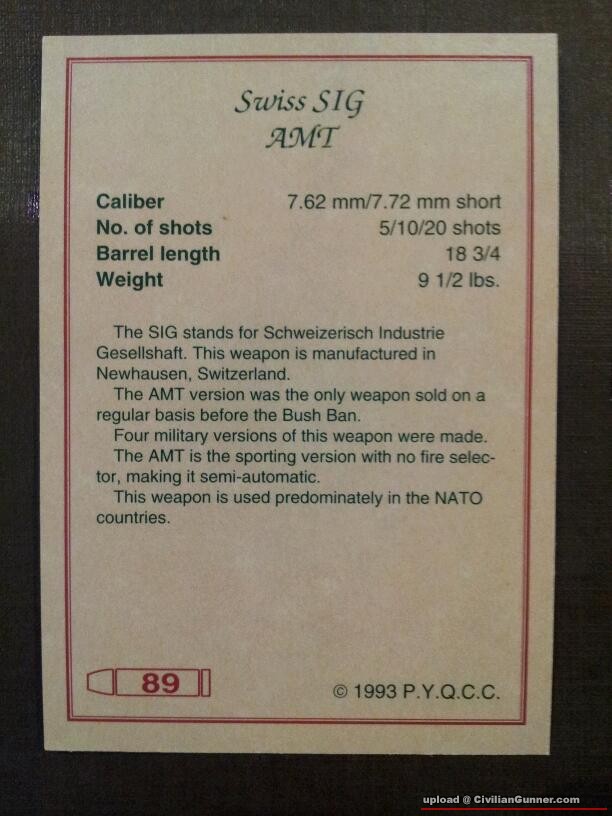 Swiss SIG
AMT
Caliber 7.62 mm/7.72 mm short
No. of shots 5/10/20 shots
Barrel length 18 3/4
Weight 9 1/2 lbs.
The SIG stands for Schweizerisch Industrie
Gesellshaft. This weapon is manufactured in
Newhausen, Switzerland.
The AMT version was the only weapon sold on a
regular basis before the Bush Ban.
Four military versions of this weapon were made.
The AMT is the sporting version with no fire selec-
tor, making it semi-automatic.
This weapon is used predominately in the NATO
countries.
89
© 1993 P.Y.Q.C.C.
upload @ CivilianGunner.com